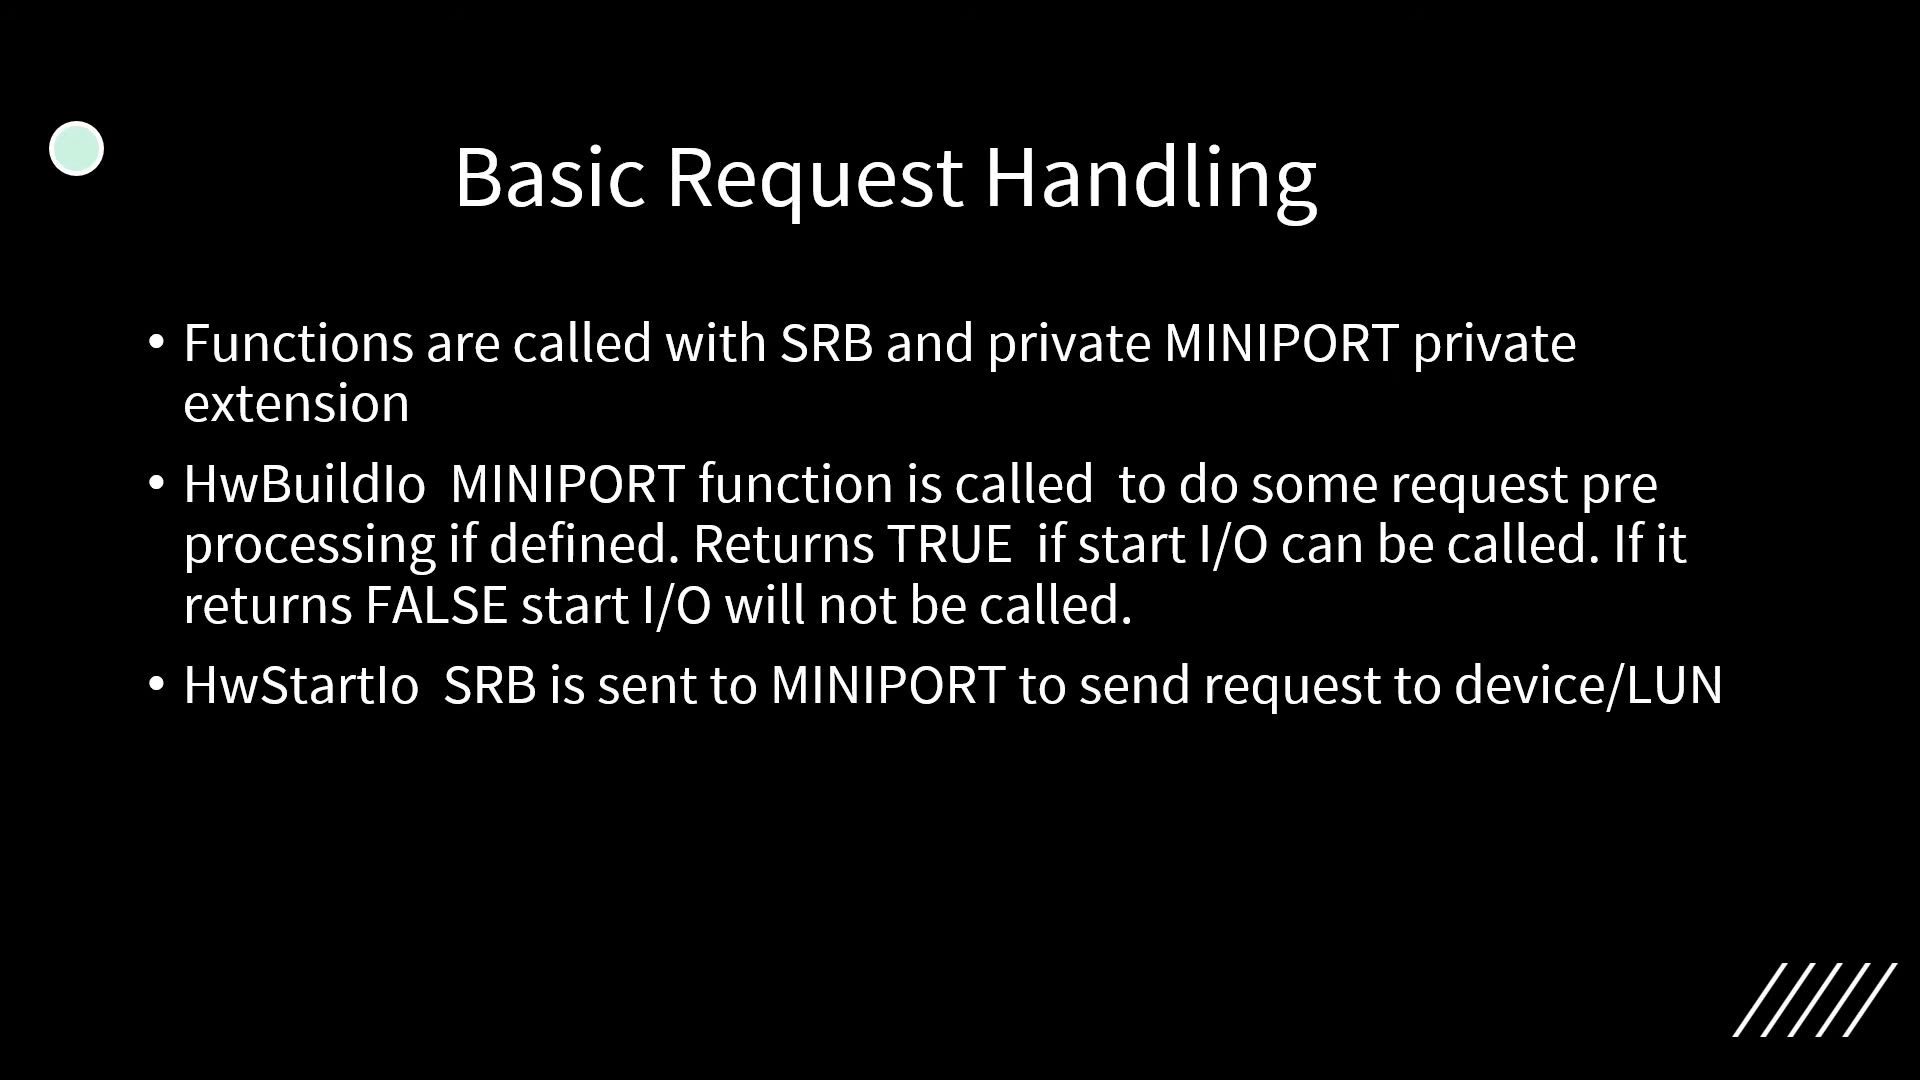 Basic Request Handling
• Functions are called with SRB and private MINIPORT private
extension
• HwBuildIo  MINIPORT function is called  to do some request pre
processing if defined. Returns TRUE  if start I/O can be called. If it
returns FALSE start I/O will not be called.
• HwStartIo  SRB is sent to MINIPORT to send request to device/LUN